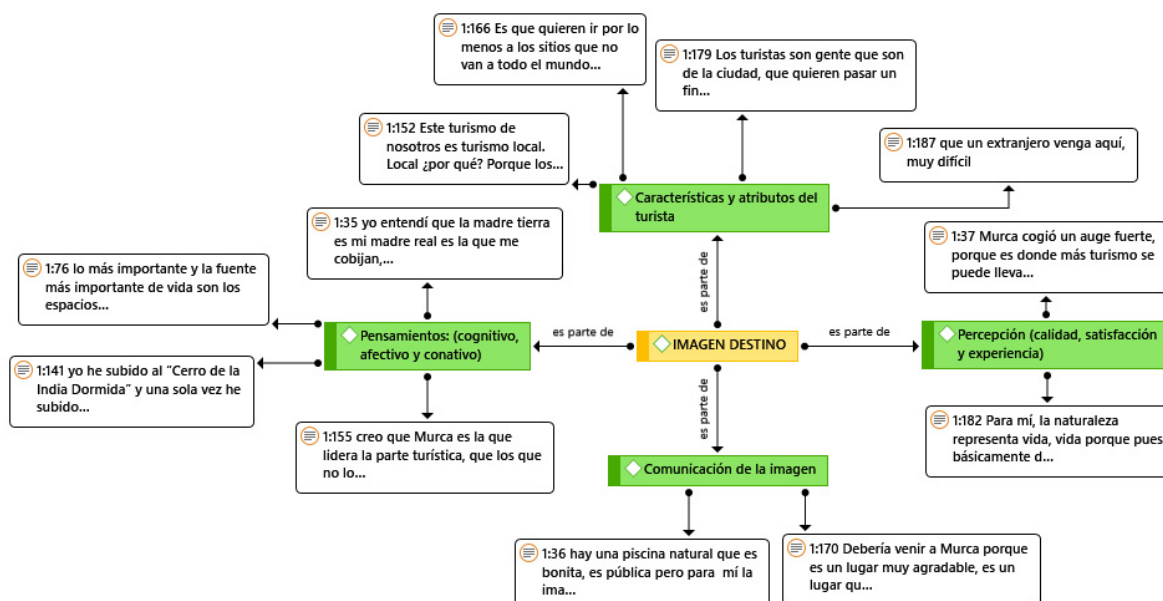 1:166 Es que quieren ir por lo
menos a los sitios que no
van a todo el mundo...
1:179 Los turistas son gente que son
de la ciudad, que quieren pasar un
fin...
1:152 Este turismo de
nosotros es turismo local.
Local ¿por qué? Porque los...
1:187 que un extranjero venga aquí,
muy difícil
Características y atributos del
turista
1:35 yo entendí que la madre tierra
es mi madre real es la que me
cobijan,...
1:37 Murca cogió un auge fuerte,
porque es donde más turismo se
puede lleva...
1:76 lo más importante y la fuente
más importante de vida son los
espacios...
es parte de
Pensamientos: (cognitivo,
afectivo y conativo)
es parte de
IMAGEN DESTINO
es parte de
Percepción (calidad, satisfacción
y experiencia)
1:141 yo he subido al “Cerro de la
India Dormida” y una sola vez he
subido...
es parte de
1:155 creo que Murca es la que
lidera la parte turística, que los que
no lo...
1:182 Para mí, la naturaleza
representa vida, vida porque pues
básicamente d...
Comunicación de la imagen
1:36 hay una piscina natural que es
bonita, es pública pero para mí la
ima...
1:170 Debería venir a Murca porque
es un lugar muy agradable, es un
lugar qu...